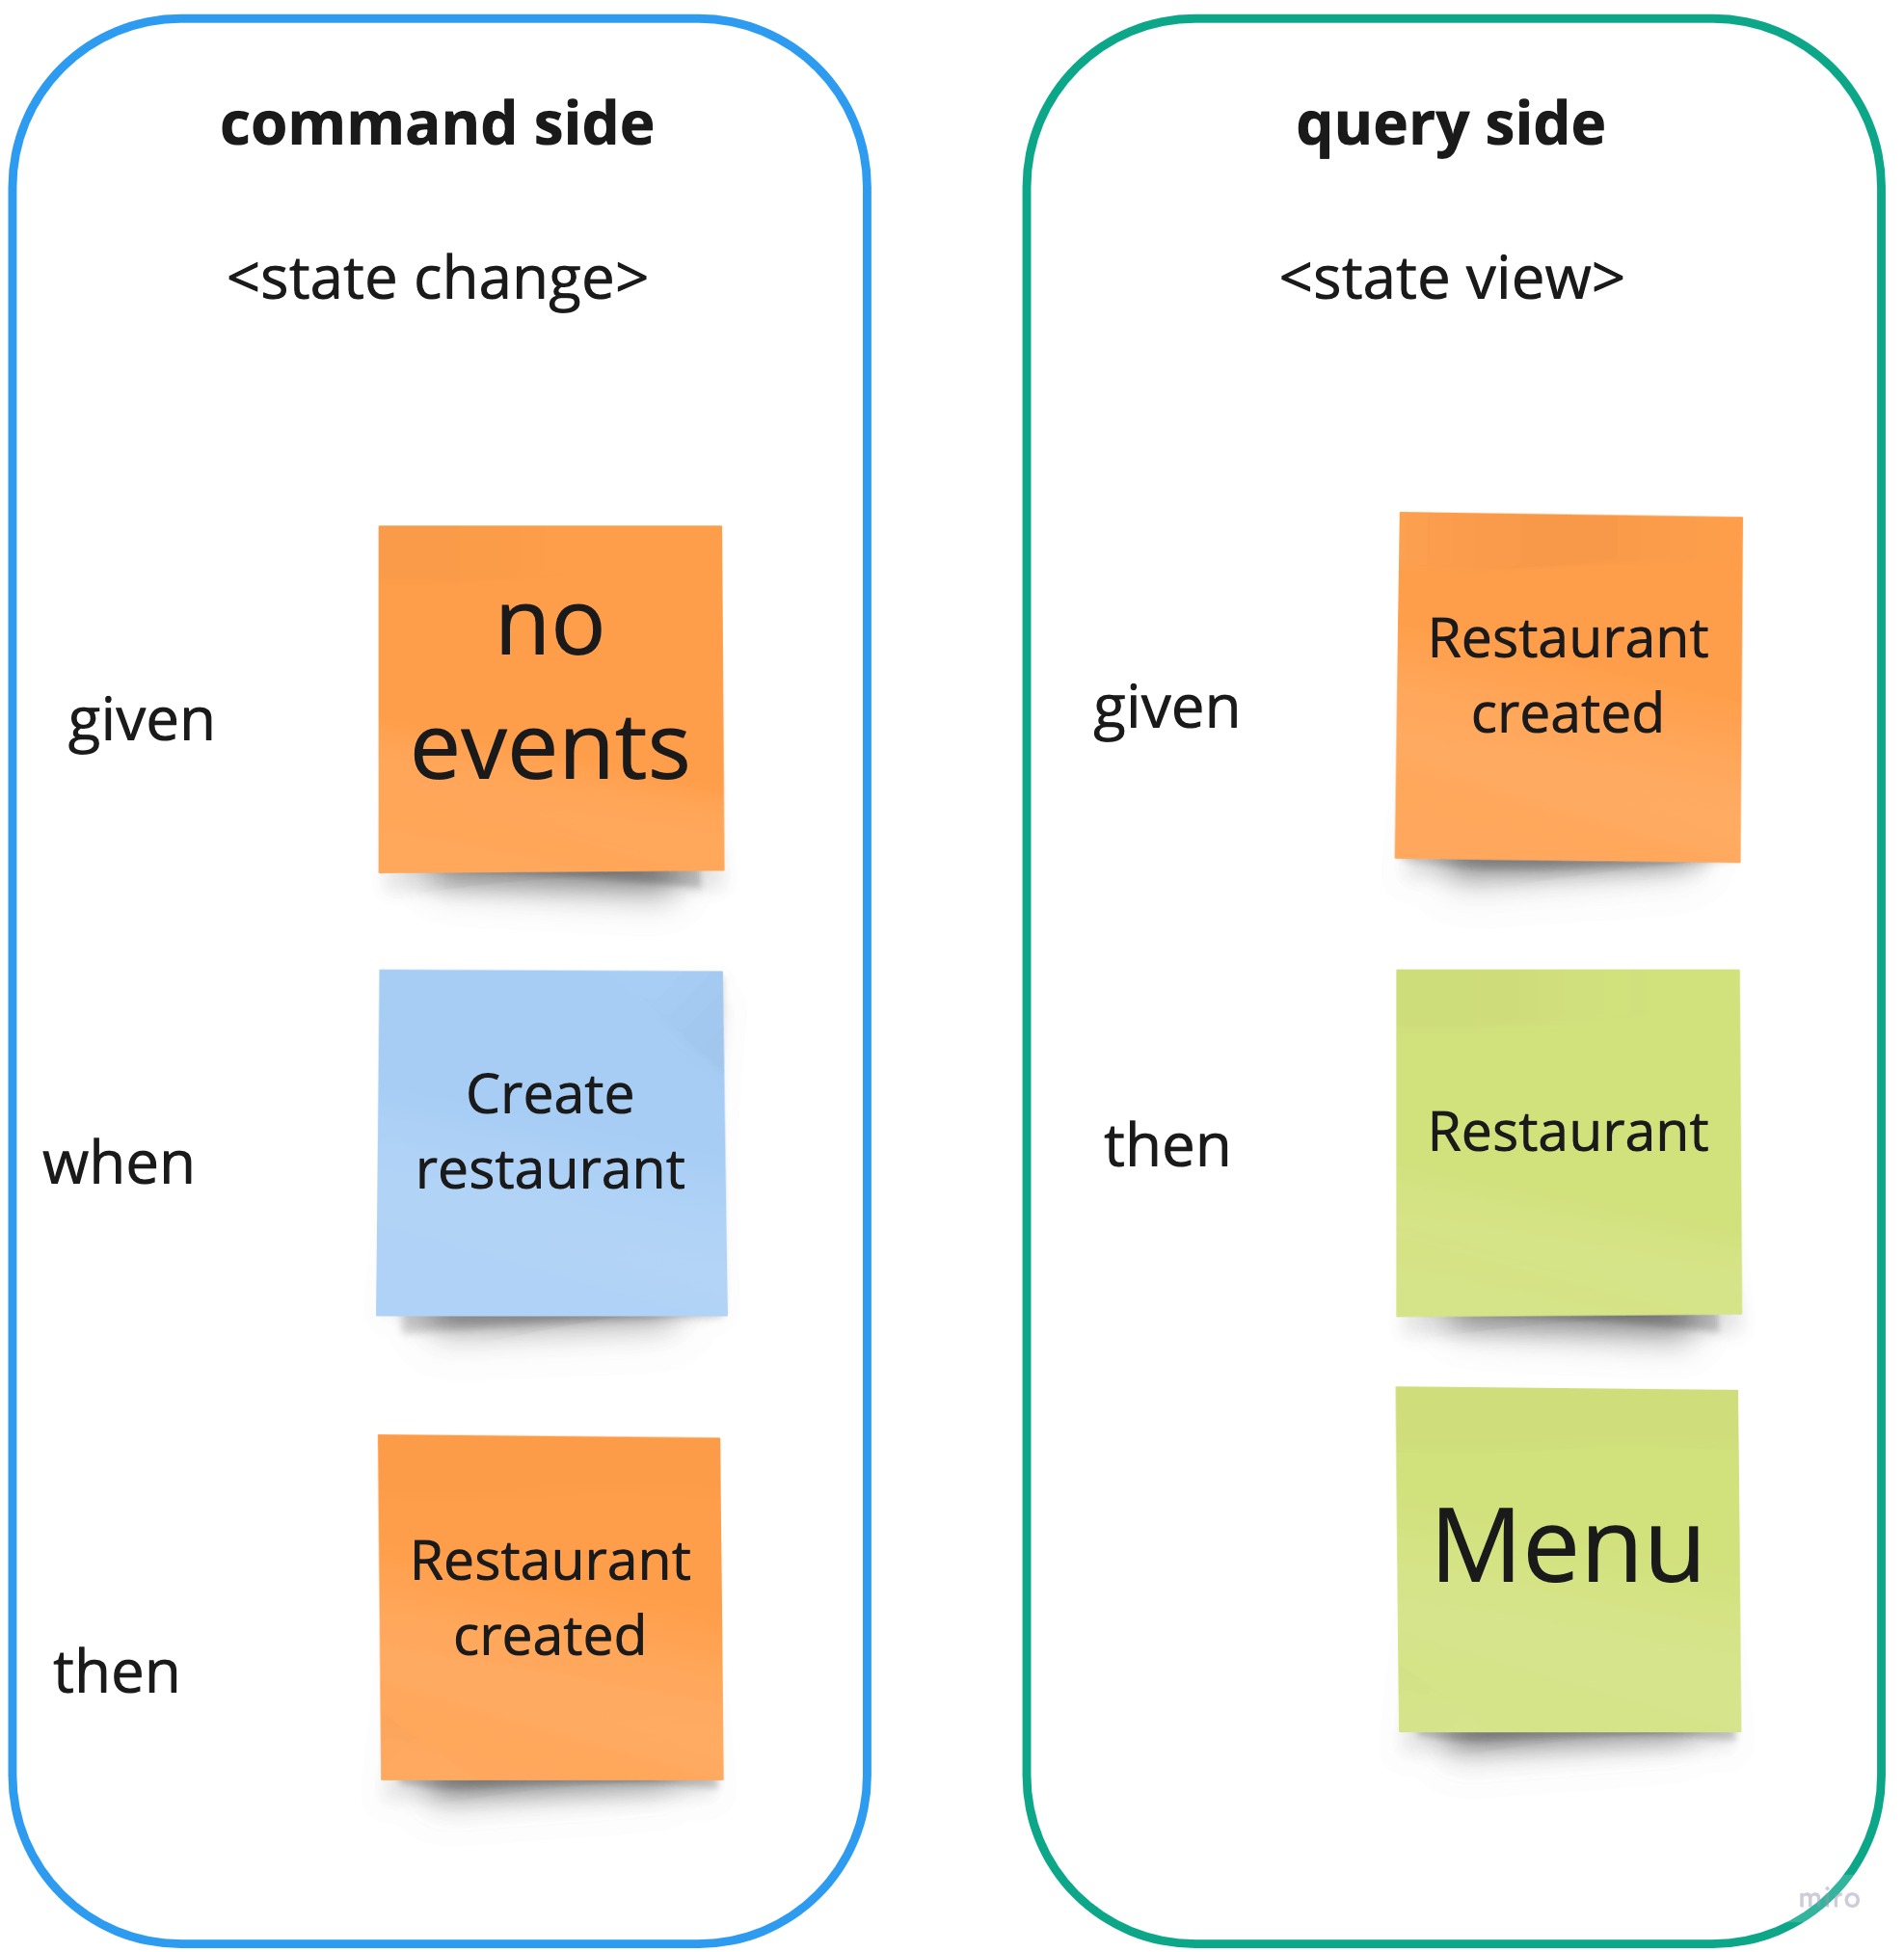 command side
<state change>
given
no
events
when
Create
restaurant
then
Restaurant
created
query side
<state view>
given
Restaurant
created
then
Restaurant
Menu
miro